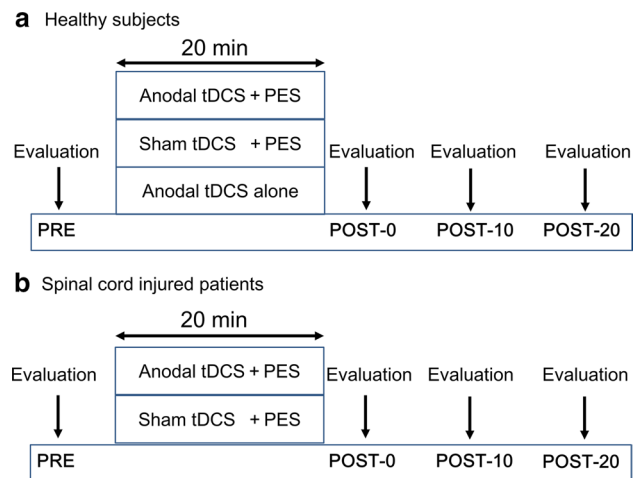 a Healthy subjects
20 min
Anodal tDCS + PES
Sham tDCS + PES
Anodal tDCS alone
Evaluation Evaluation Evaluation Evaluation
PRE POST-0 POST-10 POST-20
b Spinal cord injured patients
20 min
Anodal tDCS + PES
Sham tDCS + PES
Evaluation Evaluation Evaluation Evaluation
PRE POST-0 POST-10 POST-20